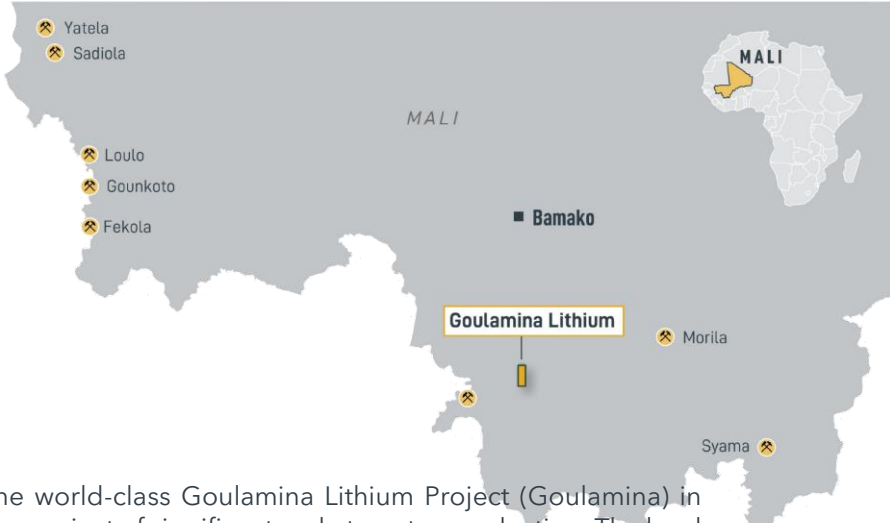 Yatela
Sadiola
MALI
MALI
Loulo
Gounkoto
Fekola
Bamako
Goulamina Lithium
Morila
Syama
ne world-class Goulamina Lithium Project (Goulamina) in